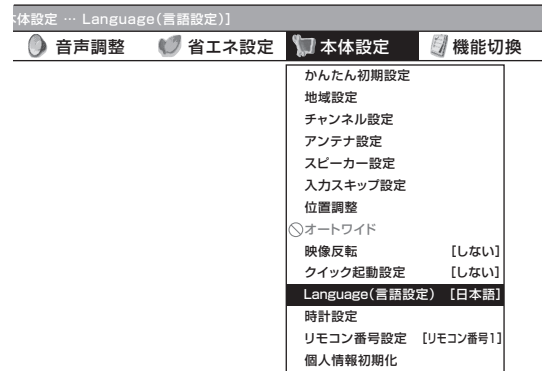 体設定 … Language(言語設定)]
音声調整 省エネ設定 本体設定 機能切換
かんたん初期設定
地域設定
チャンネル設定
アンテナ設定
スピーカー設定
入力スキップ設定
位置調整
オートワイド
映像反転 [しない]
クイック起動設定 [しない]
Language(言語設定) [日本語]
時計設定
リモコン番号設定 [リモコン番号1]
個人情報初期化